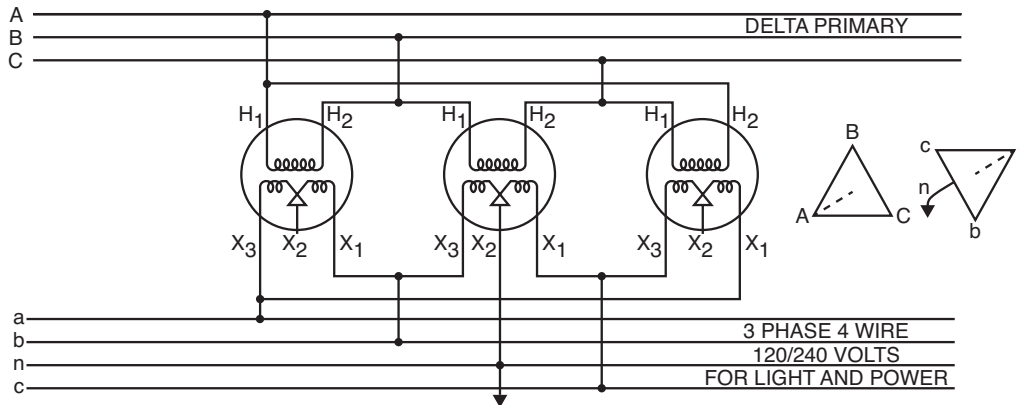 A
DELTA PRIMARY
B
C
H1 H2 H1 H2 H1 H2
B
c
n
A C
b
X3 X2 X1 X3 X2 X1 X3 X2 X1
a
b 3 PHASE 4 WIRE
n 120/240 VOLTS
c FOR LIGHT AND POWER